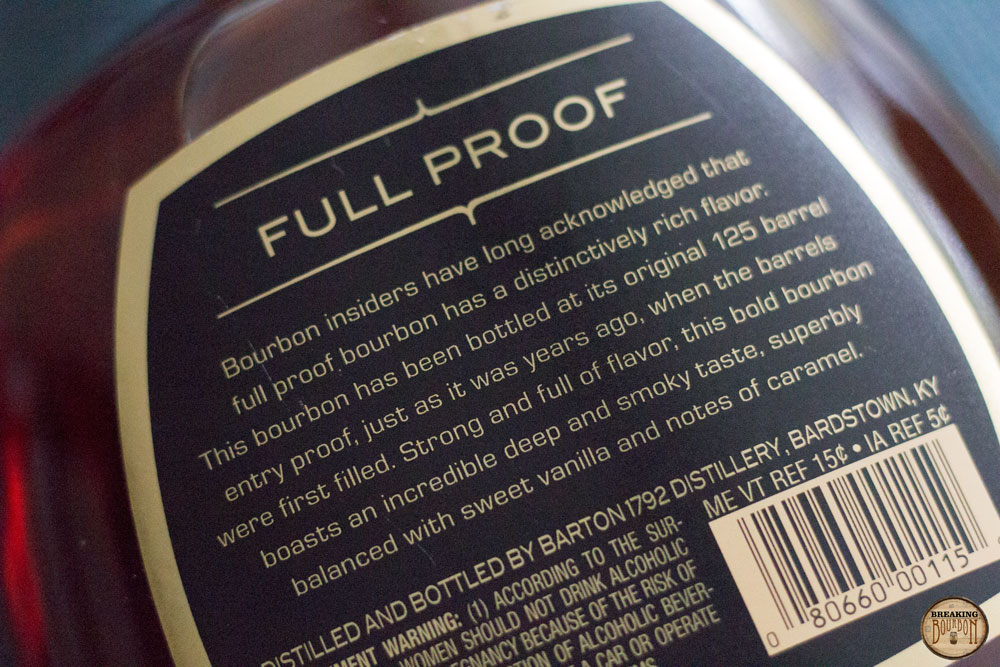 FULL PROOF
Bourbon insiders have long acknowledged that
full proof bourbon has a distinctively rich flavor.
This bourbon has been bottled at its original 125 barrel
entry proof, just as it was years ago, when the barrels
were first filled. Strong and full of flavor, this bold bourbon
boasts an incredible deep and smoky taste, superbly
balanced with sweet vanilla and notes of caramel.
DISTILLED AND BOTTLED BY BARTON 1792 DISTILLERY, BARDSTOWN, KY
ME VT REF 15¢ • IA REF 5¢
WARNING: (1) ACCORDING TO THE SUR-
WOMEN SHOULD NOT DRINK ALCOHOLIC
BECAUSE OF THE RISK OF
OF ALCOHOLIC BEVER-
A CAR OR OPERATE
0 80660 00115
BREAKING
BOURBON